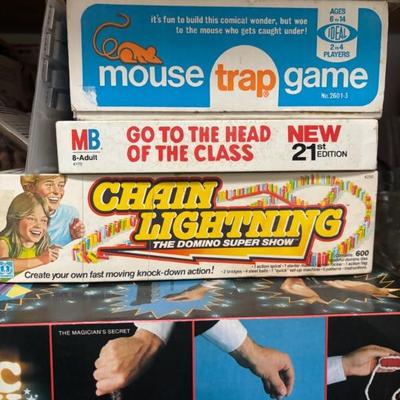 it's fun to build this comical wonder, but woe
to the mouse who gets caught under!
AGES
6 to 14
IDEAL
2 to 4
PLAYERS
mouse trap game
No. 2601-3
MB
8-Adult
GO TO THE HEAD
OF THE CLASS
NEW
21st EDITION
CHAIN
LIGHTNING
THE DOMINO SUPER SHOW
600
Create your own fast moving knock-down action!
THE MAGICIAN'S SECRET